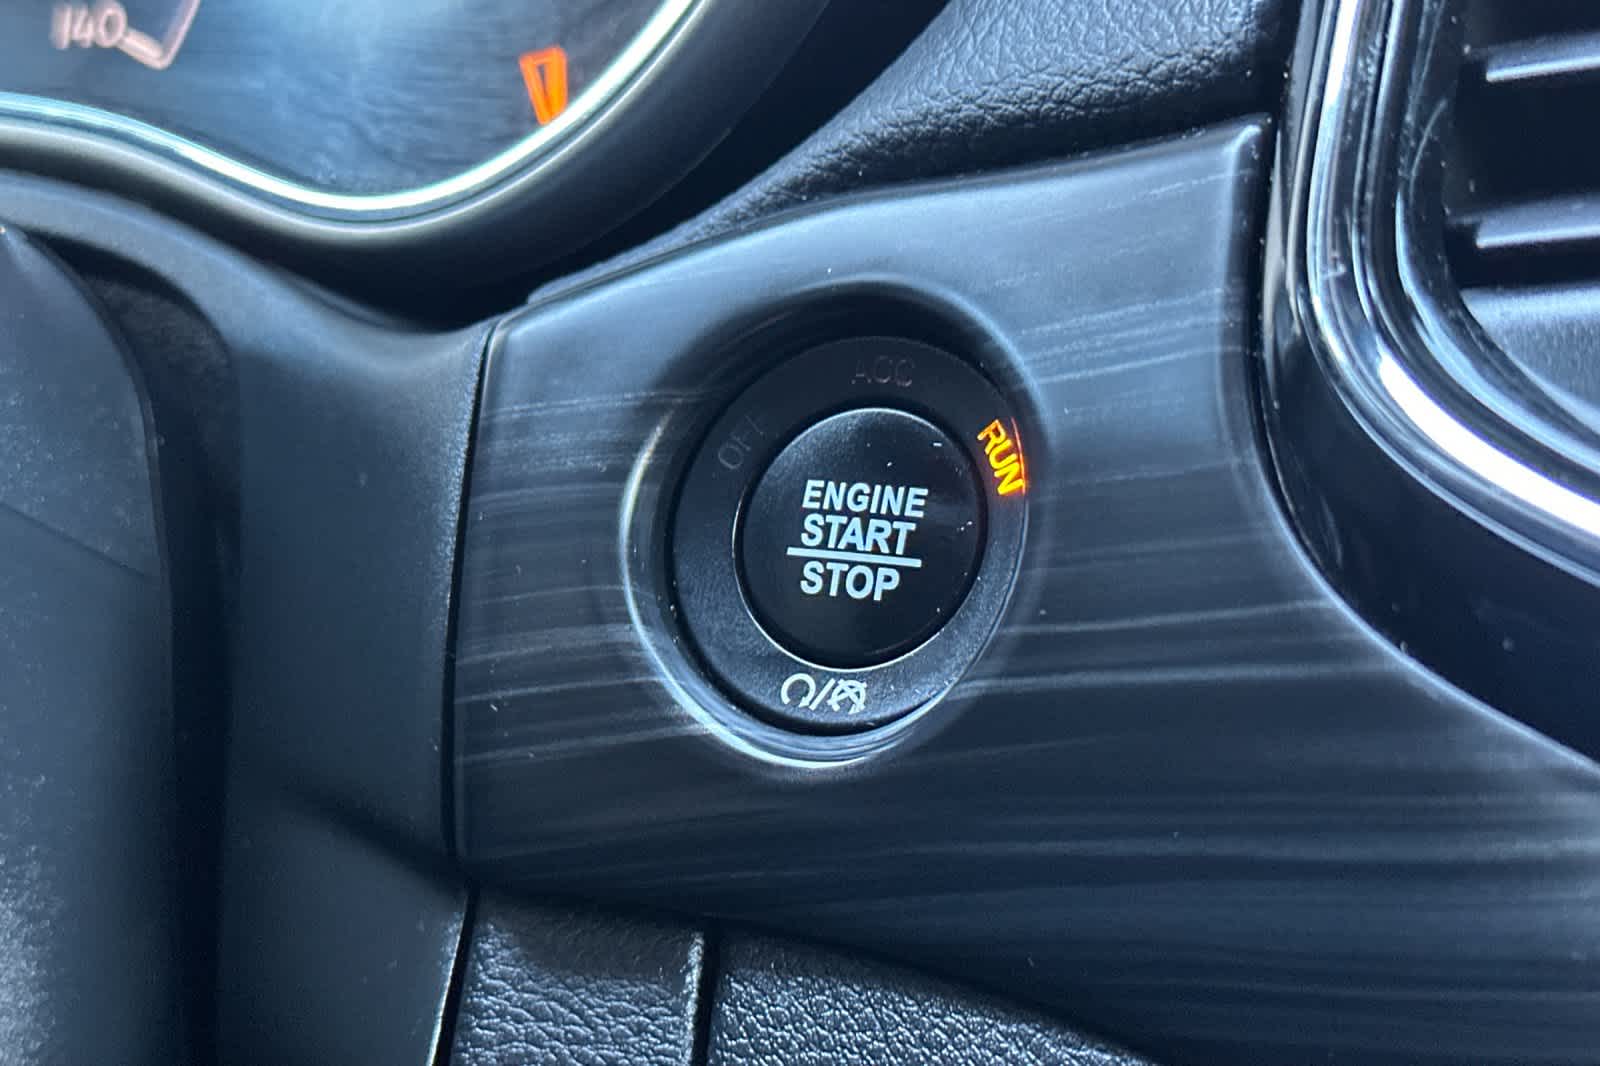 140
ACC
OFF
RUN
ENGINE
START
STOP